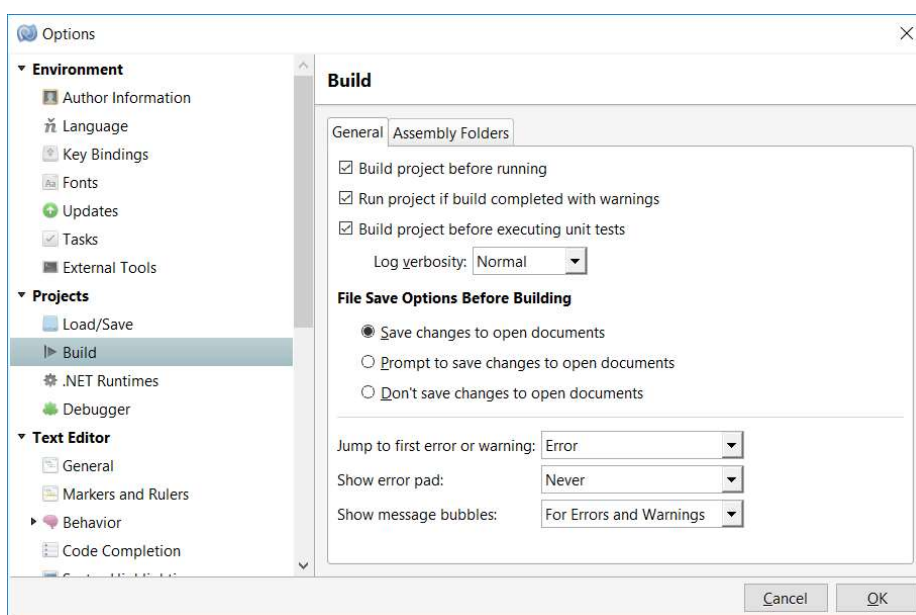 Options
Environment
Author Information
Language
Key Bindings
Fonts
Updates
Tasks
External Tools
Projects
Load/Save
Build
.NET Runtimes
Debugger
Text Editor
General
Markers and Rulers
Behavior
Code Completion
Build
General Assembly Folders
Build project before running
Run project if build completed with warnings
Build project before executing unit tests
Log verbosity: Normal
File Save Options Before Building
Save changes to open documents
Prompt to save changes to open documents
Don't save changes to open documents
Jump to first error or warning: Error
Show error pad: Never
Show message bubbles: For Errors and Warnings
Cancel OK